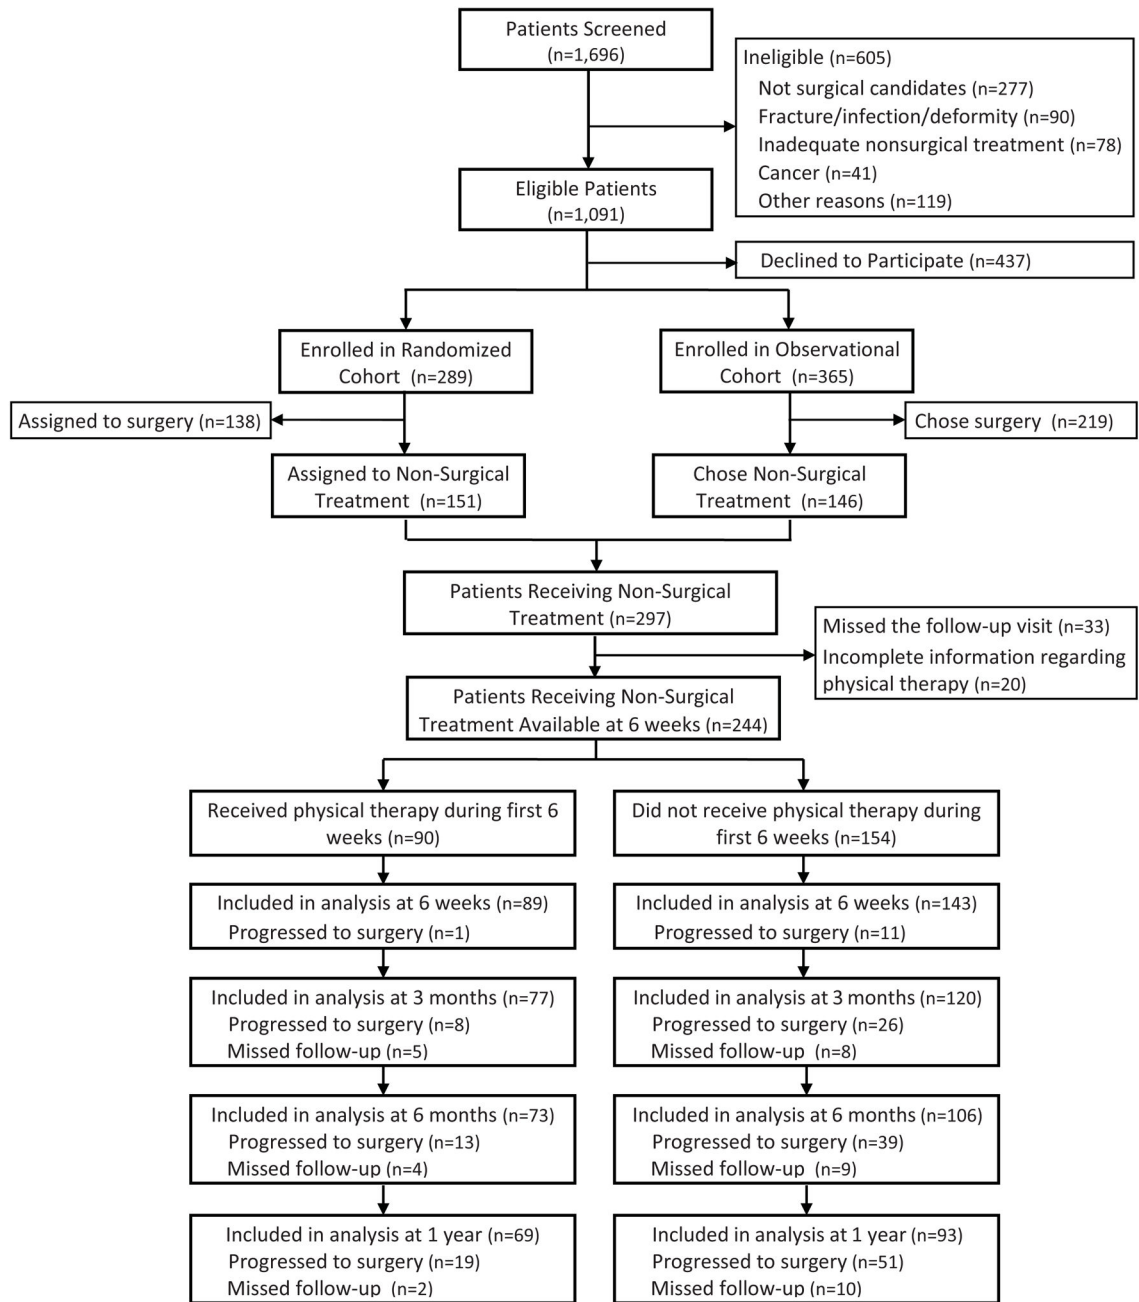 Patients Screened
(n=1,696)
Ineligible (n=605)
Not surgical candidates (n=277)
Fracture/infection/deformity (n=90)
Inadequate nonsurgical treatment (n=78)
Cancer (n=41)
Other reasons (n=119)
Eligible Patients
(n=1,091)
Declined to Participate (n=437)
Enrolled in Randomized
Cohort (n=289)
Enrolled in Observational
Cohort (n=365)
Assigned to surgery (n=138)
Chose surgery (n=219)
Assigned to Non-Surgical
Treatment (n=151)
Chose Non-Surgical
Treatment (n=146)
Patients Receiving Non-Surgical
Treatment (n=297)
Missed the follow-up visit (n=33)
Incomplete information regarding
physical therapy (n=20)
Patients Receiving Non-Surgical
Treatment Available at 6 weeks (n=244)
Received physical therapy during first 6
weeks (n=90)
Did not receive physical therapy during
first 6 weeks (n=154)
Included in analysis at 6 weeks (n=89)
Progressed to surgery (n=1)
Included in analysis at 6 weeks (n=143)
Progressed to surgery (n=11)
Included in analysis at 3 months (n=77)
Progressed to surgery (n=8)
Missed follow-up (n=5)
Included in analysis at 3 months (n=120)
Progressed to surgery (n=26)
Missed follow-up (n=8)
Included in analysis at 6 months (n=73)
Progressed to surgery (n=13)
Missed follow-up (n=4)
Included in analysis at 6 months (n=106)
Progressed to surgery (n=39)
Missed follow-up (n=9)
Included in analysis at 1 year (n=69)
Progressed to surgery (n=19)
Missed follow-up (n=2)
Included in analysis at 1 year (n=93)
Progressed to surgery (n=51)
Missed follow-up (n=10)